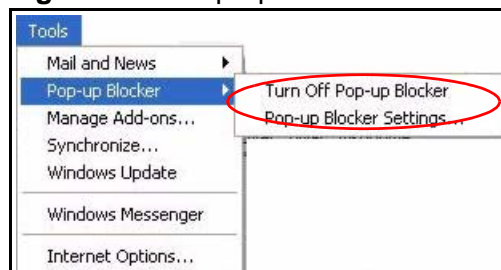 Tools
Mail and News
Pop-up Blocker
Turn Off Pop-up Blocker
Pop-up Blocker Settings...
Manage Add-ons...
Synchronize...
Windows Update
Windows Messenger
Internet Options...